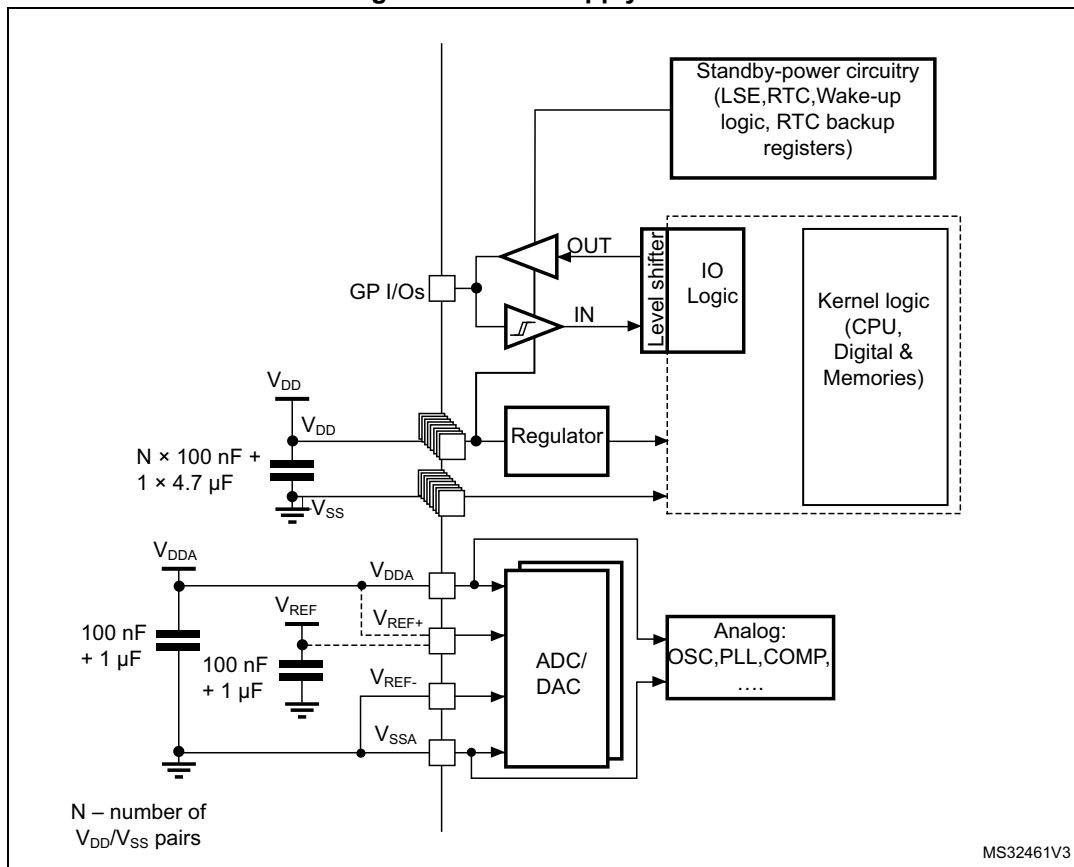 Standby-power circuitry
(LSE,RTC,Wake-up
logic, RTC backup
registers)
OUT
Level shifter
IO
Logic
GP I/Os
IN
Kernel logic
(CPU,
Digital &
Memories)
VDD
VDD
Regulator
N × 100 nF +
1 × 4.7 µF
VSS
VDDA
VDDA
VREF
VREF+
100 nF
+ 1 µF
100 nF
+ 1 µF
ADC/
DAC
Analog:
OSC,PLL,COMP,
....
VREF-
VSSA
N – number of
VDD/VSS pairs
MS32461V3